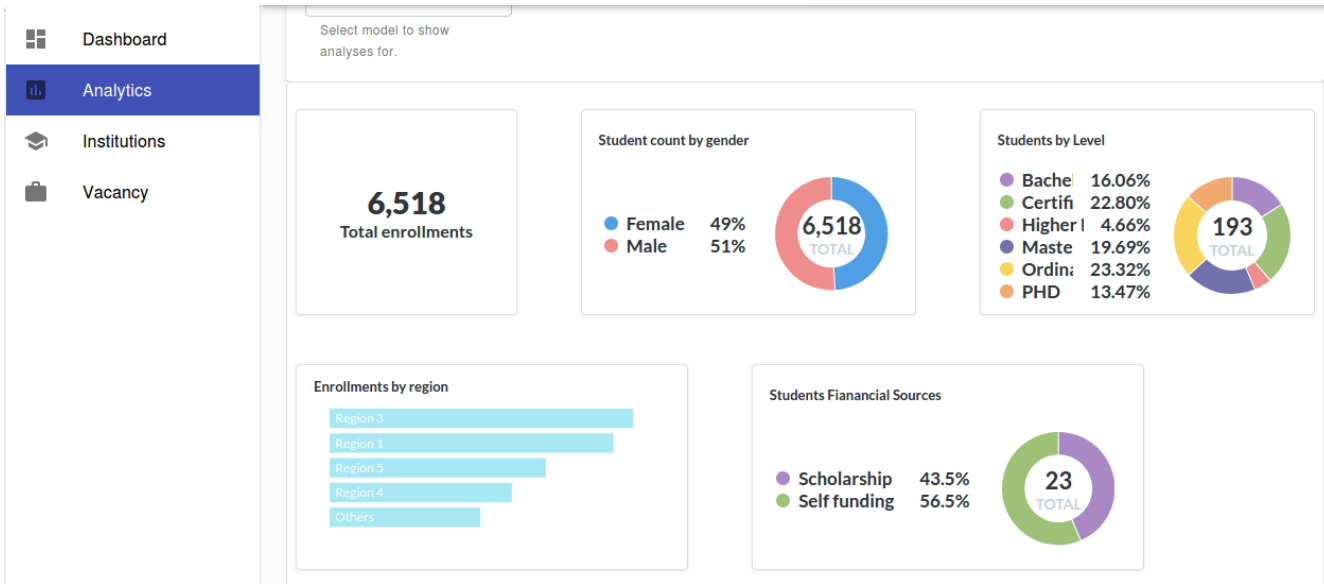 Dashboard
Analytics
Institutions
Vacancy
Select model to show
analyses for.
6,518
Total enrollments
Student count by gender
Female 49%
Male 51%
6,518
TOTAL
Students by Level
Bache 16.06%
Certifi 22.80%
Higher 4.66%
Maste 19.69%
Ordin 23.32%
PHD 13.47%
193
TOTAL
Enrollments by region
Region 3
Region 1
Region 5
Region 4
Others
Students Fianancial Sources
Scholarship 43.5%
Self funding 56.5%
23
TOTAL